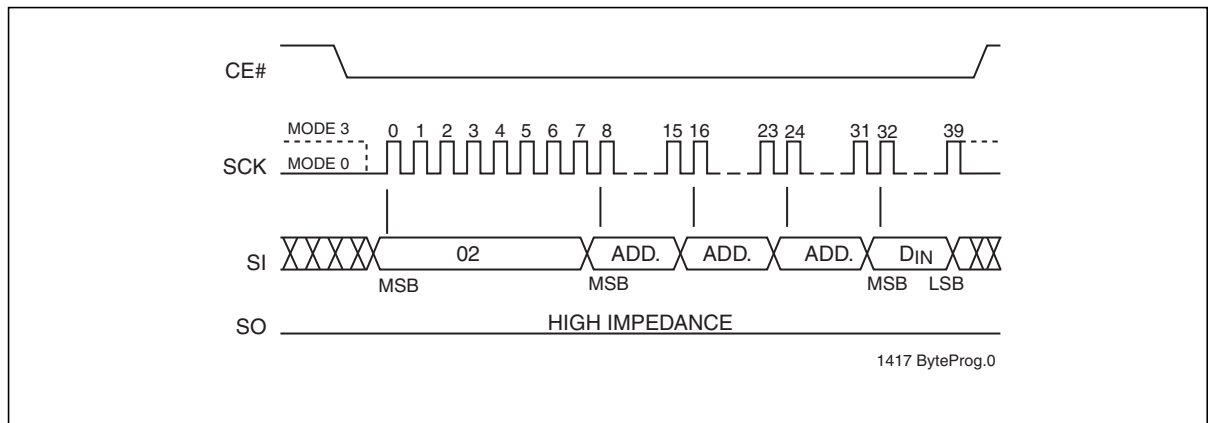 CE#
MODE 3
0 1 2 3 4 5 6 7 8 15 16 23 24 31 32 39
SCK
MODE 0
SI
02
ADD.
ADD.
ADD.
DIN
MSB
MSB
MSB
LSB
SO
HIGH IMPEDANCE
1417 ByteProg.0